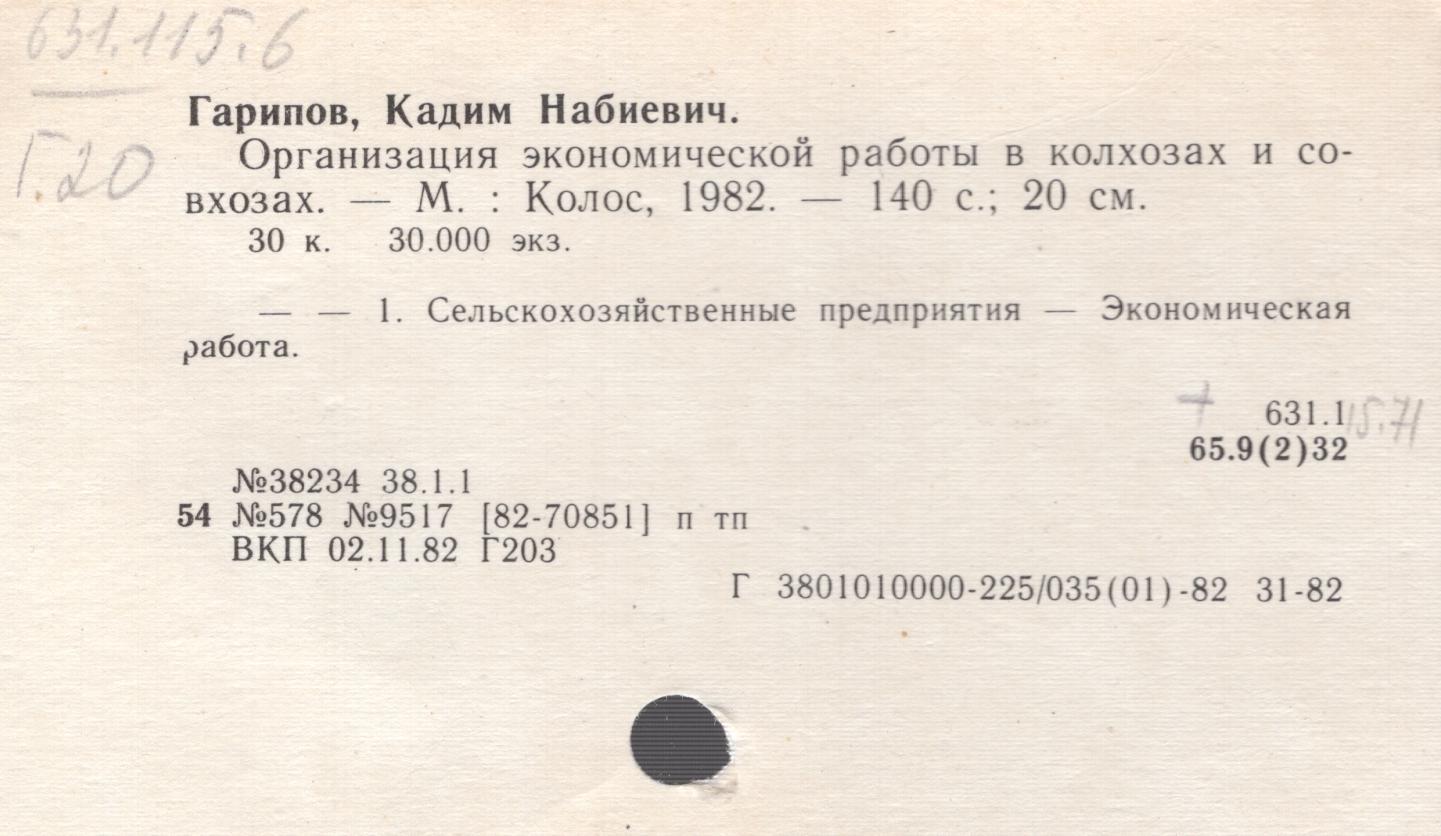 631.115.6
Гарипов, Кадим Набиевич.
Г.20
Организация экономической работы в колхозах и со-
вхозах. — М. : Колос, 1982. — 140 с.; 20 см.
30 к. 30.000 экз.
— — 1. Сельскохозяйственные предприятия — Экономическая
работа.
+ 631.115.71
65.9(2)32
№38234 38.1.1
54 №578 №9517 [82-70851] п тп
ВКП 02.11.82 Г203
Г 3801010000-225/035(01)-82 31-82